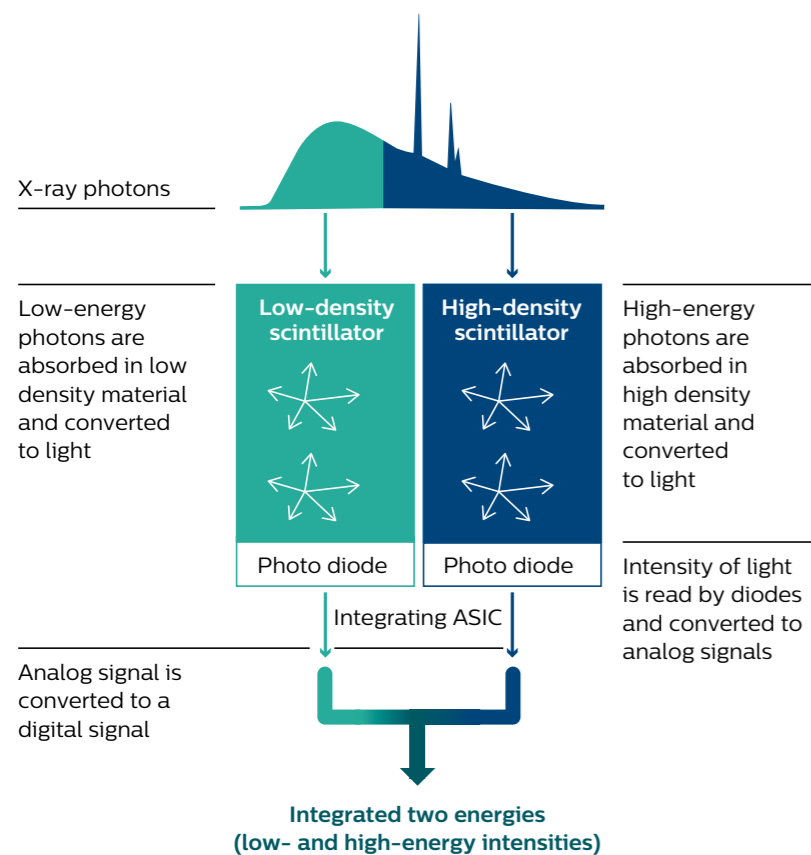 X-ray photons
Low-energy
photons are
absorbed in low
density material
and converted
to light
Low-density
scintillator
High-density
scintillator
High-energy
photons are
absorbed in
high density
material and
converted
to light
Photo diode
Photo diode
Intensity of light
is read by diodes
and converted to
analog signals
Integrating ASIC
Analog signal is
converted to a
digital signal
Integrated two energies
(low- and high-energy intensities)